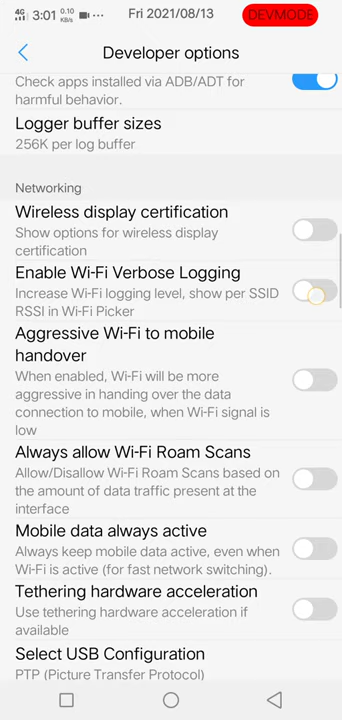 4G 3:01 0.10 KB/s ··· Fri 2021/08/13 DEVMODE
Developer options
Check apps installed via ADB/ADT for
harmful behavior.
Logger buffer sizes
256K per log buffer
Networking
Wireless display certification
Show options for wireless display
certification
Enable Wi-Fi Verbose Logging
Increase Wi-Fi logging level, show per SSID
RSSI in Wi-Fi Picker
Aggressive Wi-Fi to mobile
handover
When enabled, Wi-Fi will be more
aggressive in handing over the data
connection to mobile, when Wi-Fi signal is
low
Always allow Wi-Fi Roam Scans
Allow/Disallow Wi-Fi Roam Scans based on
the amount of data traffic present at the
interface
Mobile data always active
Always keep mobile data active, even when
Wi-Fi is active (for fast network switching).
Tethering hardware acceleration
Use tethering hardware acceleration if
available
Select USB Configuration
PTP (Picture Transfer Protocol)